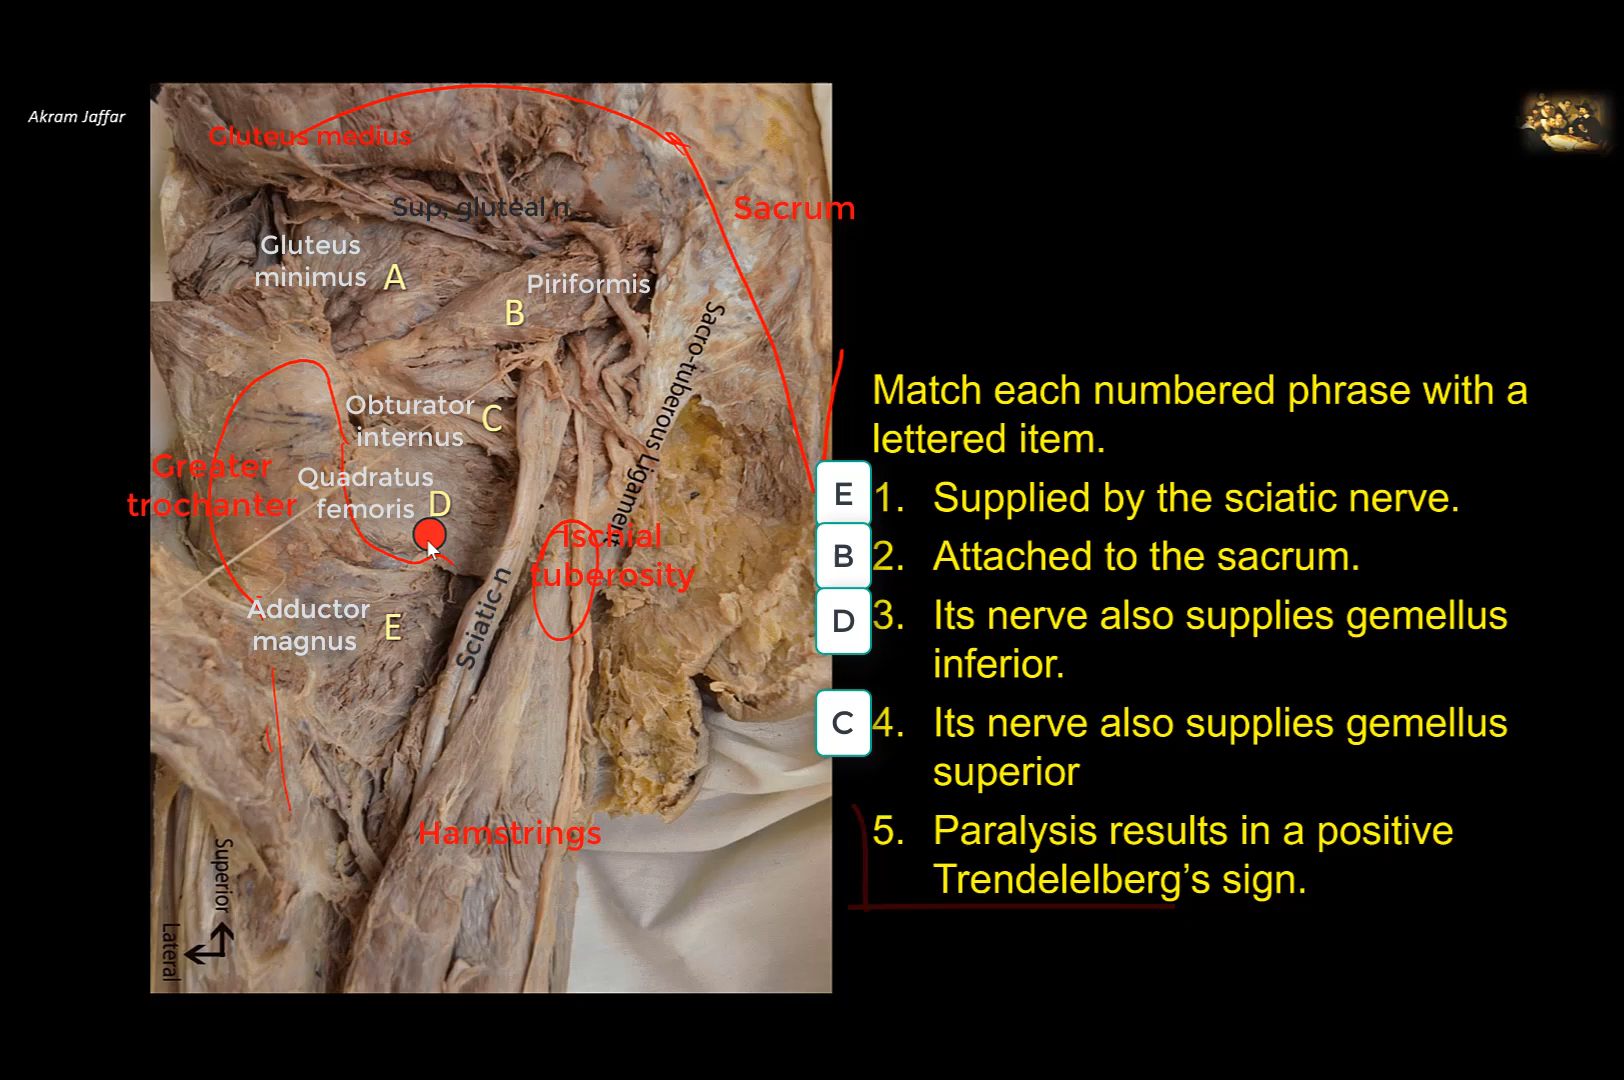 Akram Jaffar
Gluteus medius
Sup, gluteal n.
Sacrum
Gluteus
minimus
A
Piriformis
B
Sacro-tuberous Ligament
Obturator
internus
C
Greater
trochanter
Quadratus
femoris
D
Ischial
tuberosity
Sciatic n
Adductor
magnus
E
Hamstrings
Superior
Lateral
Match each numbered phrase with a
lettered item.
E 1. Supplied by the sciatic nerve.
B 2. Attached to the sacrum.
D 3. Its nerve also supplies gemellus
inferior.
C 4. Its nerve also supplies gemellus
superior
5. Paralysis results in a positive
Trendelelberg’s sign.